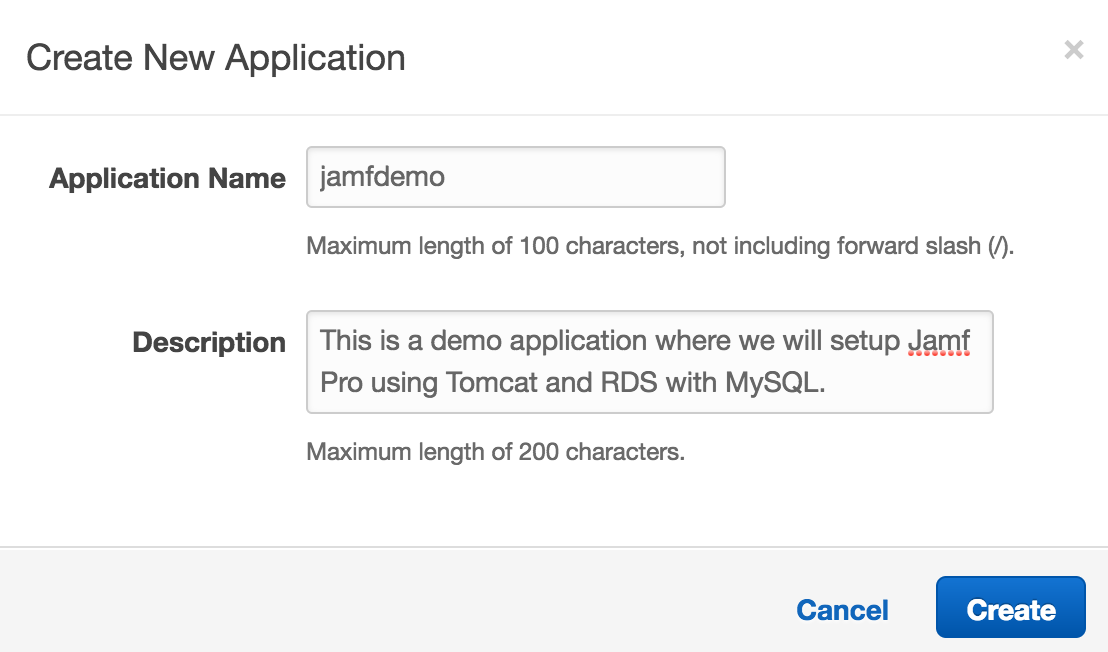 Create New Application
×
Application Name
jamfdemo
Maximum length of 100 characters, not including forward slash (/).
Description
This is a demo application where we will setup Jamf
Pro using Tomcat and RDS with MySQL.
Maximum length of 200 characters.
Cancel
Create